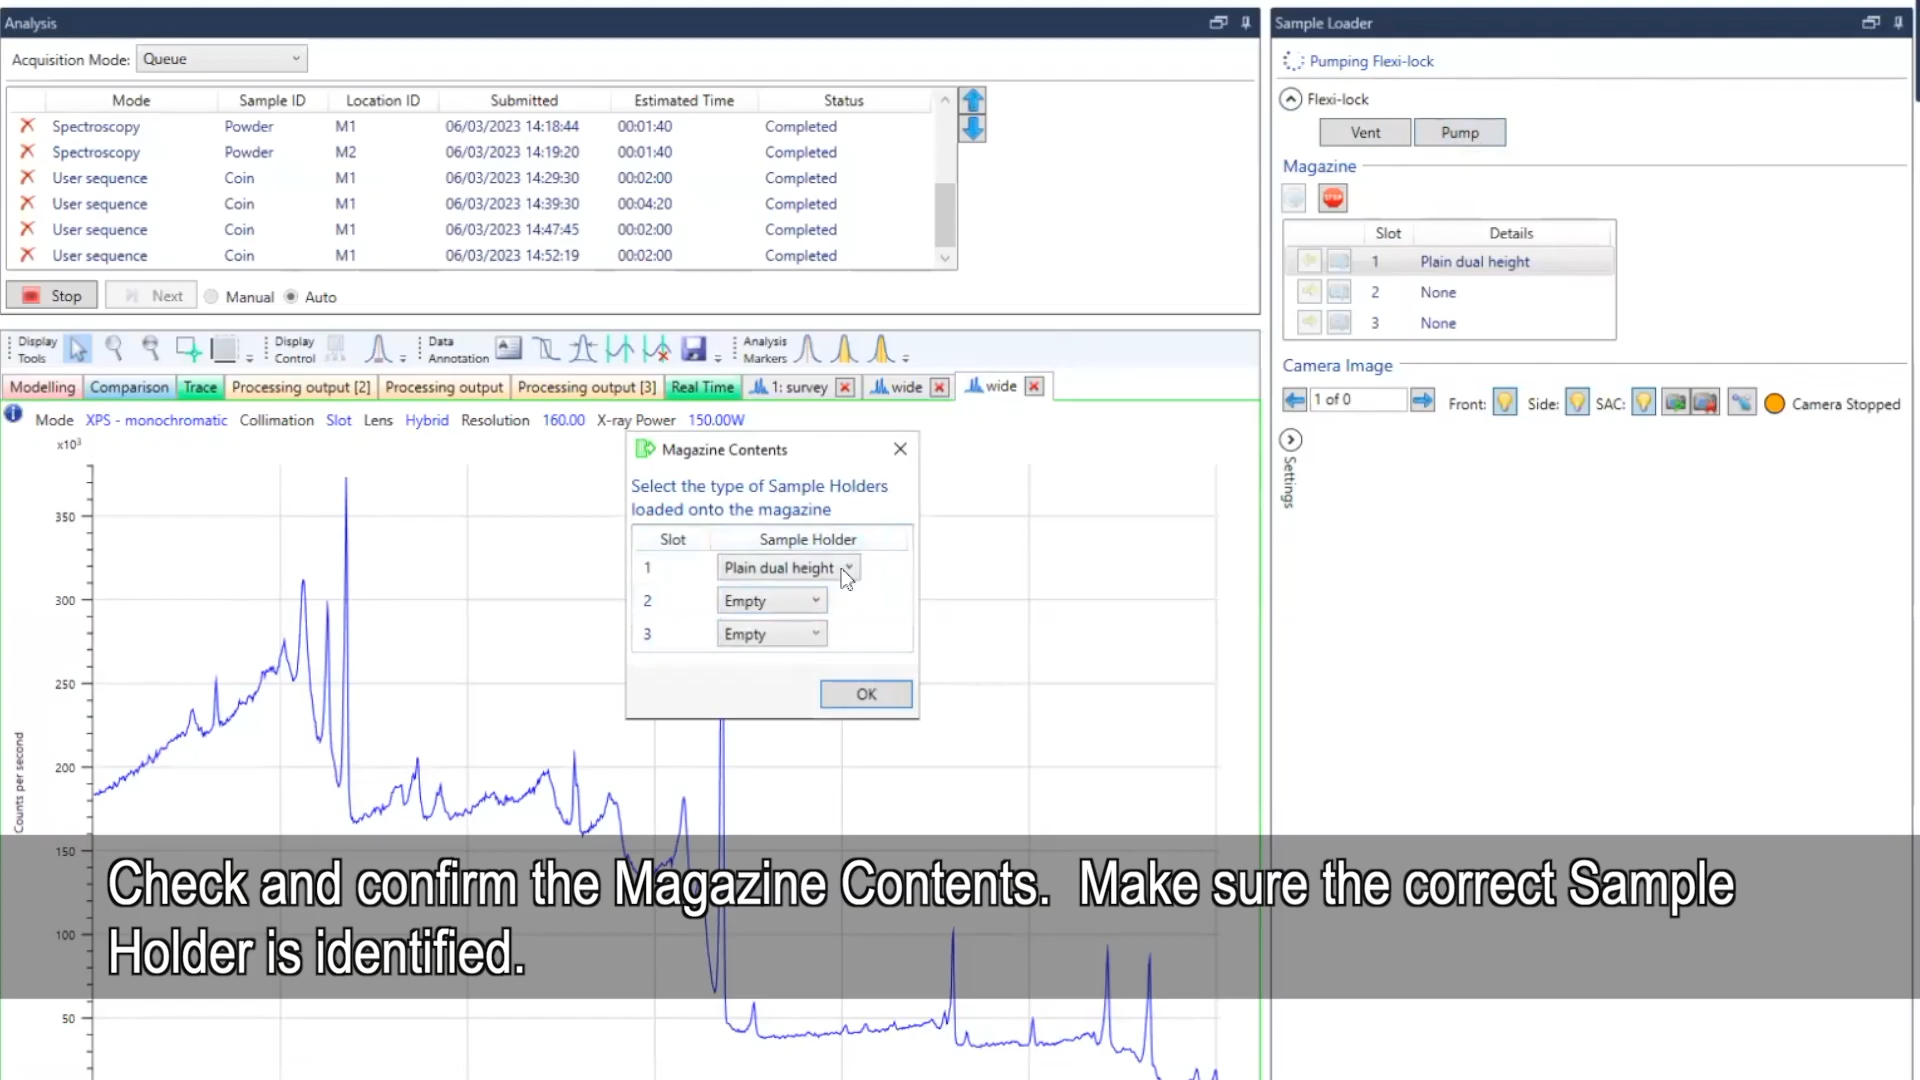 Analysis
Acquisition Mode: Queue
Mode Sample ID Location ID Submitted Estimated Time Status
Spectroscopy Powder M1 06/03/2023 14:18:44 00:01:40 Completed
Spectroscopy Powder M2 06/03/2023 14:19:20 00:01:40 Completed
User sequence Coin M1 06/03/2023 14:29:30 00:02:00 Completed
User sequence Coin M1 06/03/2023 14:39:30 00:04:20 Completed
User sequence Coin M1 06/03/2023 14:47:45 00:02:00 Completed
User sequence Coin M1 06/03/2023 14:52:19 00:02:00 Completed
Stop Next Manual Auto
Display Tools
Display Control
Data Annotation
Analysis Markers
Modelling Comparison Trace Processing output [2] Processing output Processing output [3] Real Time 1: survey wide wide
Mode XPS - monochromatic Collimation Slot Lens Hybrid Resolution 160.00 X-ray Power 150.00W
x10³
350
300
250
200
150
100
50
Counts per second
Magazine Contents
Select the type of Sample Holders
loaded onto the magazine
Slot Sample Holder
1 Plain dual height
2 Empty
3 Empty
OK
Sample Loader
Pumping Flexi-lock
Flexi-lock
Vent Pump
Magazine
STOP
Slot Details
1 Plain dual height
2 None
3 None
Camera Image
1 of 0 Front: Side: SAC: Camera Stopped
Settings
Check and confirm the Magazine Contents. Make sure the correct Sample
Holder is identified.